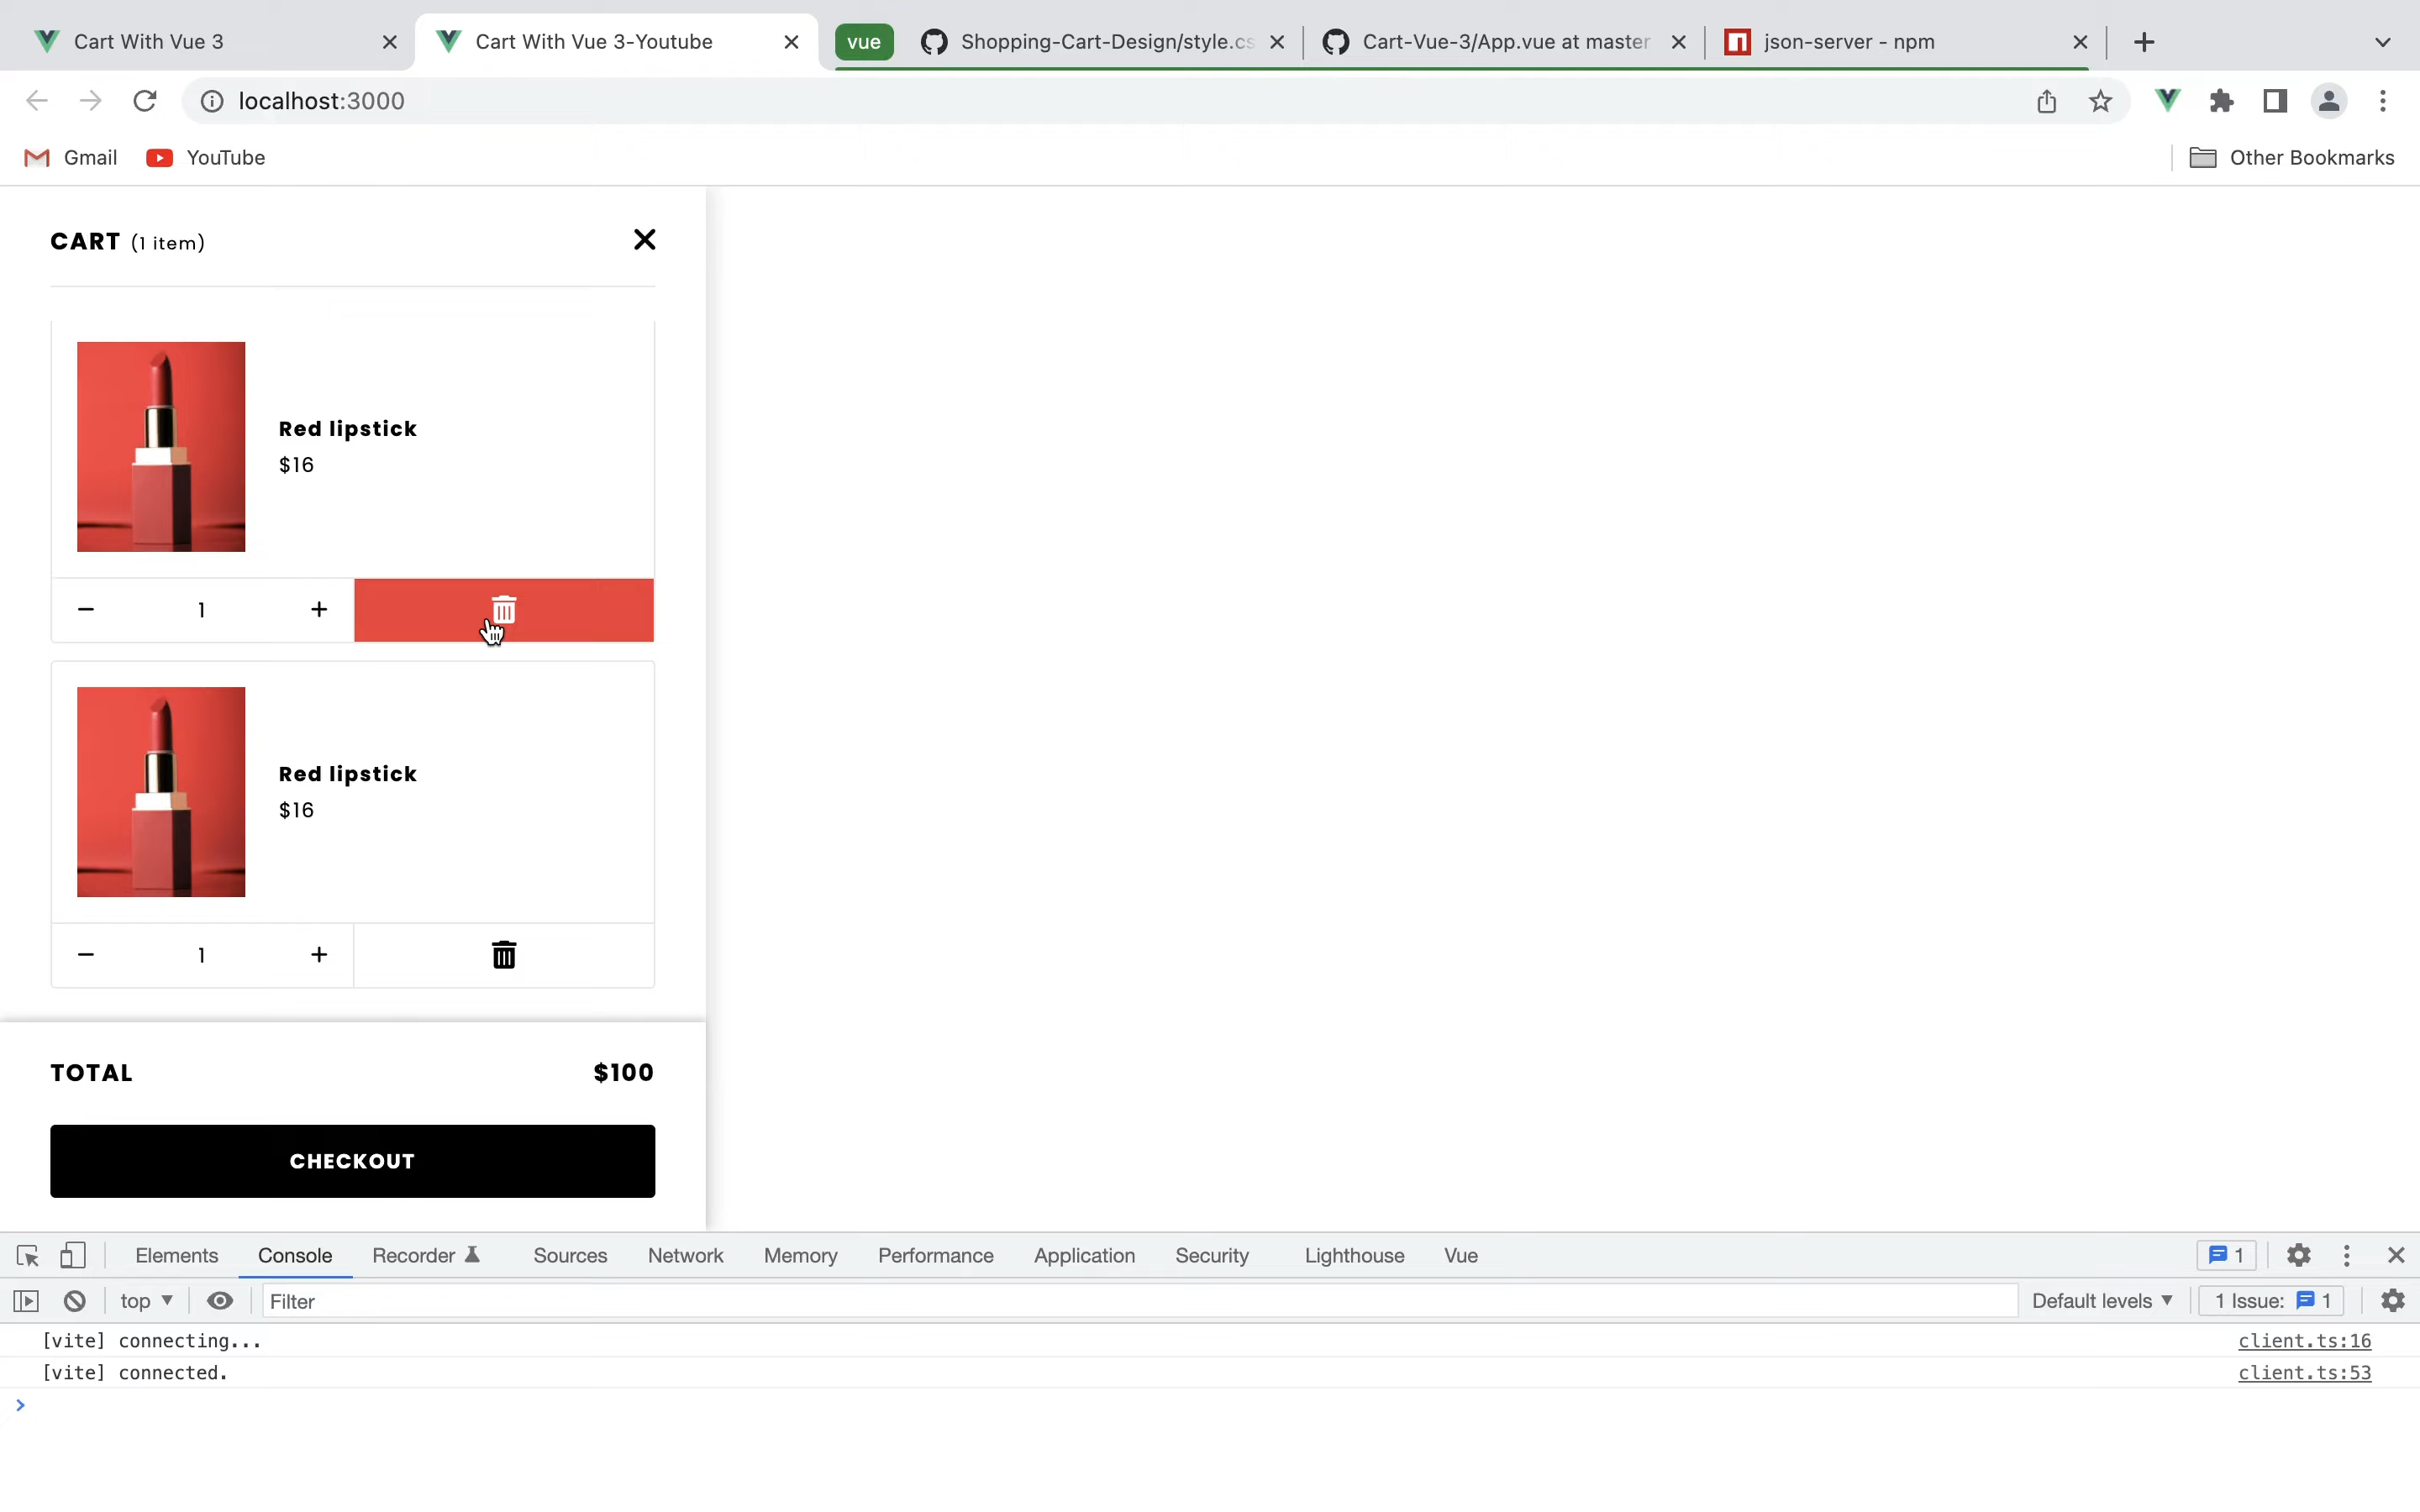 Cart With Vue 3
Cart With Vue 3-Youtube
vue
Shopping-Cart-Design/style.cs
Cart-Vue-3/App.vue at master
json-server - npm
localhost:3000
Gmail
YouTube
Other Bookmarks
CART (1 item)
Red lipstick
$16
1
Red lipstick
$16
1
TOTAL
$100
CHECKOUT
Elements
Console
Recorder
Sources
Network
Memory
Performance
Application
Security
Lighthouse
Vue
1
top
Filter
Default levels
1 Issue: 1
[vite] connecting...
client.ts:16
[vite] connected.
client.ts:53